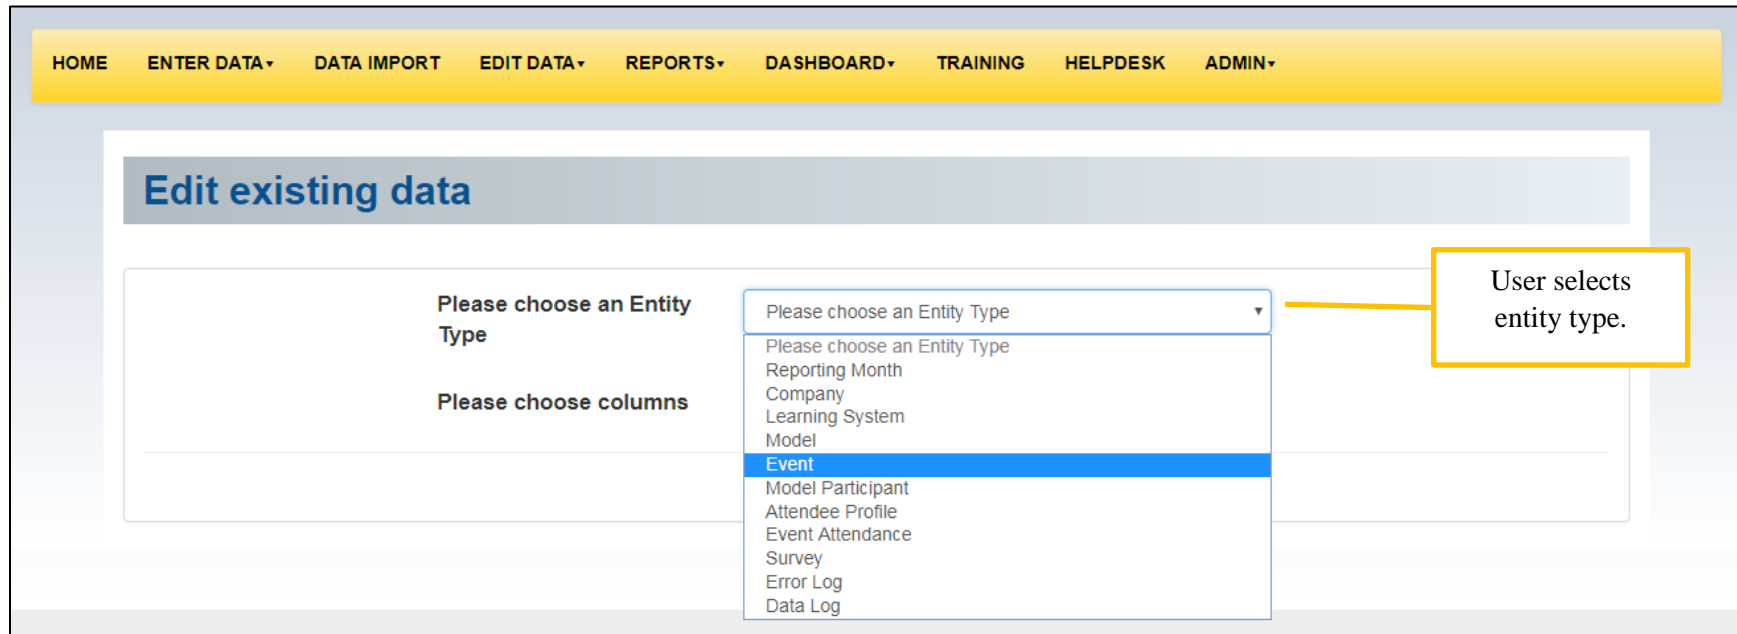 HOME ENTER DATA▾ DATA IMPORT EDIT DATA▾ REPORTS▾ DASHBOARD▾ TRAINING HELPDESK ADMIN▾
Edit existing data
Please choose an Entity
Type
Please choose an Entity Type
User selects
entity type.
Please choose an Entity Type
Reporting Month
Company
Learning System
Model
Event
Model Participant
Attendee Profile
Event Attendance
Survey
Error Log
Data Log
Please choose columns